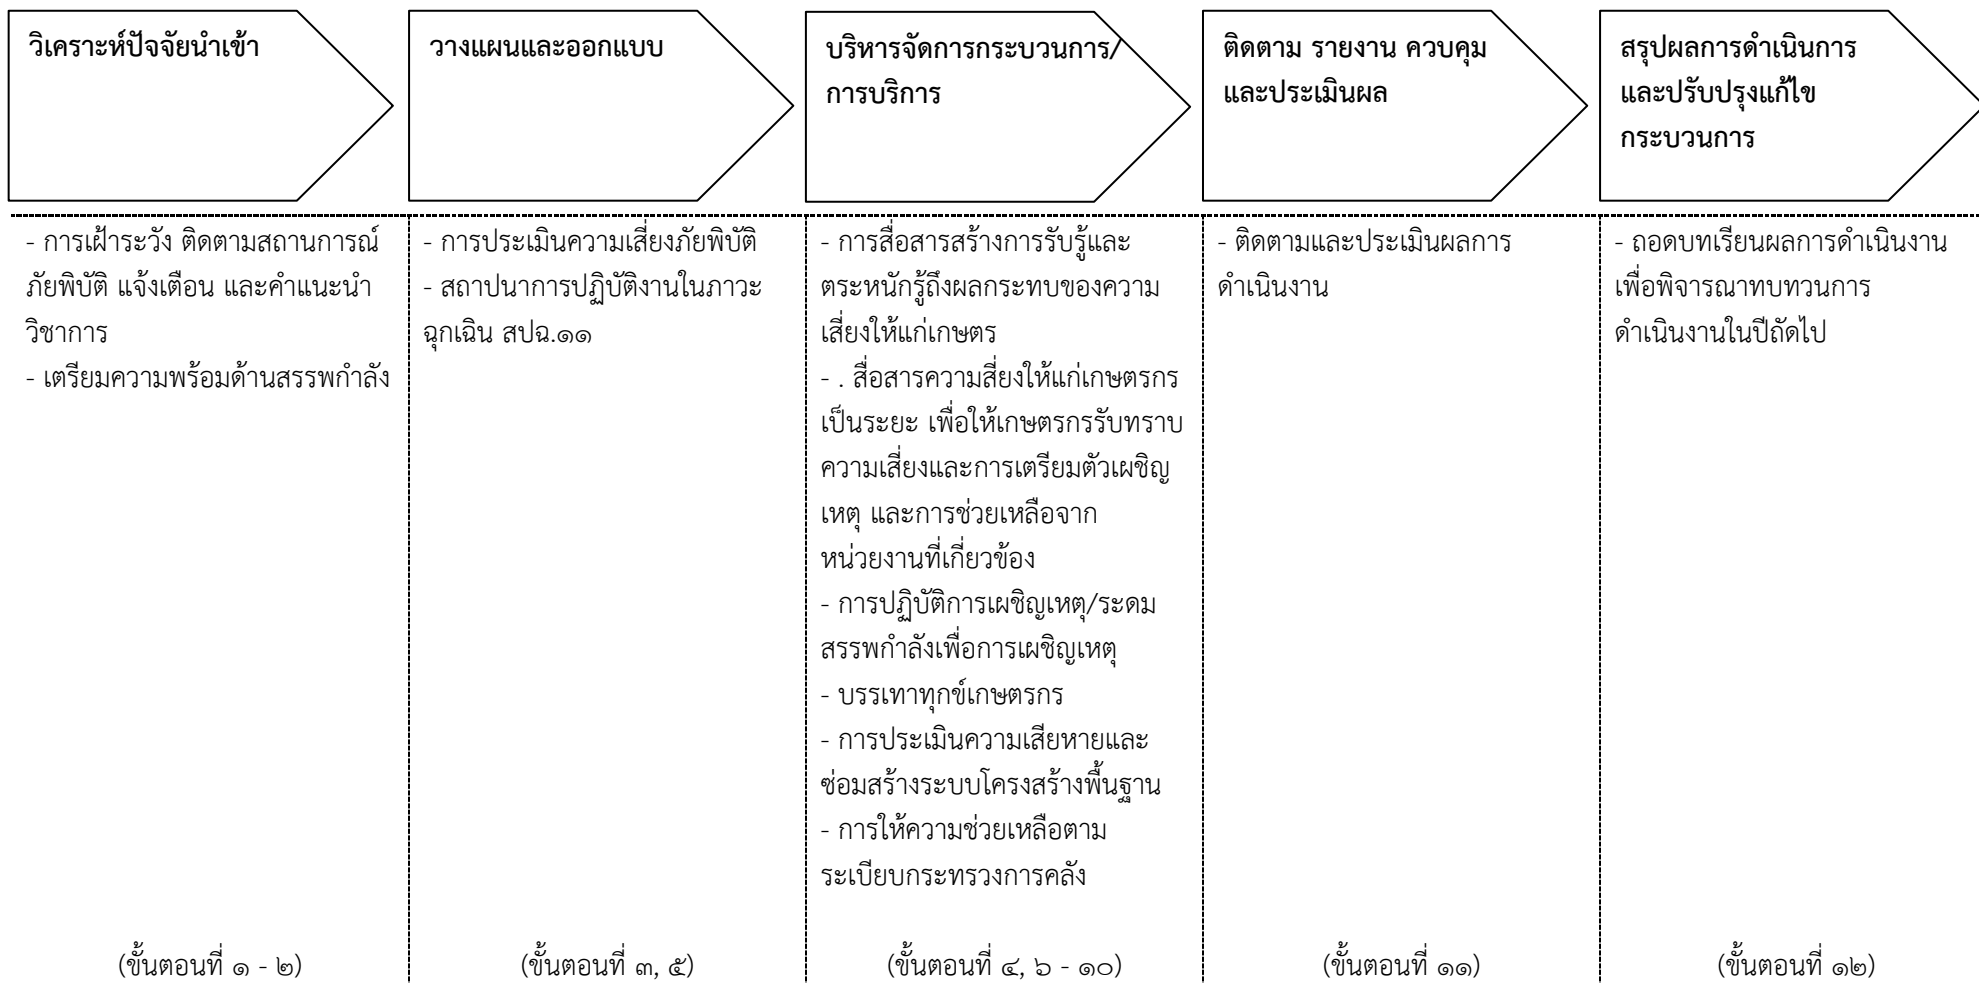 วิเคราะห์ปัจจัยนำเข้า
วางแผนและออกแบบ
บริหารจัดการกระบวนการ/
การบริการ
ติดตาม รายงาน ควบคุม
และประเมินผล
สรุปผลการดำเนินการ
และปรับปรุงแก้ไข
กระบวนการ
- การเฝ้าระวัง ติดตามสถานการณ์
ภัยพิบัติ แจ้งเตือน และคำแนะนำ
วิชาการ
- เตรียมความพร้อมด้านสรรพกำลัง
(ขั้นตอนที่ ๑ - ๒)
- การประเมินความเสี่ยงภัยพิบัติ
- สถาปนาการปฏิบัติงานในภาวะ
ฉุกเฉิน สปฉ.๑๑
(ขั้นตอนที่ ๓, ๕)
- การสื่อสารสร้างการรับรู้และ
ตระหนักรู้ถึงผลกระทบของความ
เสี่ยงให้แก่เกษตร
- . สื่อสารความสี่ยงให้แก่เกษตรกร
เป็นระยะ เพื่อให้เกษตรกรรับทราบ
ความเสี่ยงและการเตรียมตัวเผชิญ
เหตุ และการช่วยเหลือจาก
หน่วยงานที่เกี่ยวข้อง
- การปฏิบัติการเผชิญเหตุ/ระดม
สรรพกำลังเพื่อการเผชิญเหตุ
- บรรเทาทุกข์เกษตรกร
- การประเมินความเสียหายและ
ซ่อมสร้างระบบโครงสร้างพื้นฐาน
- การให้ความช่วยเหลือตาม
ระเบียบกระทรวงการคลัง
(ขั้นตอนที่ ๔, ๖ - ๑๐)
- ติดตามและประเมินผลการ
ดำเนินงาน
(ขั้นตอนที่ ๑๑)
- ถอดบทเรียนผลการดำเนินงาน
เพื่อพิจารณาทบทวนการ
ดำเนินงานในปีถัดไป
(ขั้นตอนที่ ๑๒)